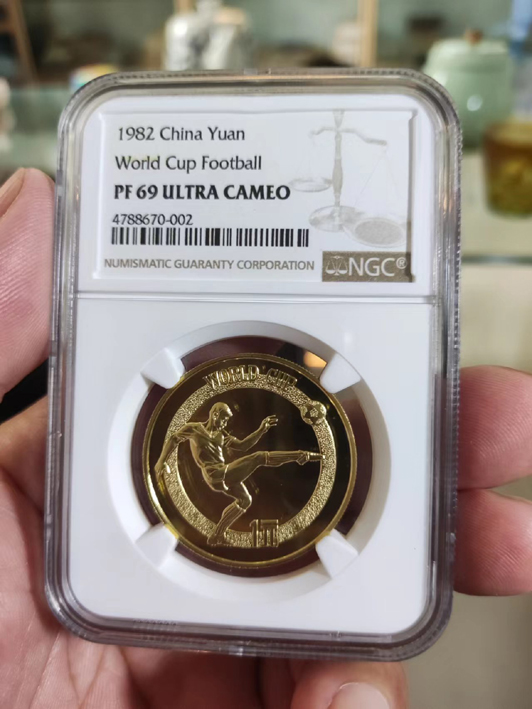 1982 China Yuan
World Cup Football
PF 69 ULTRA CAMEO
4788670-002
NUMISMATIC GUARANTY CORPORATION NGC®
WORLD CUP
1元